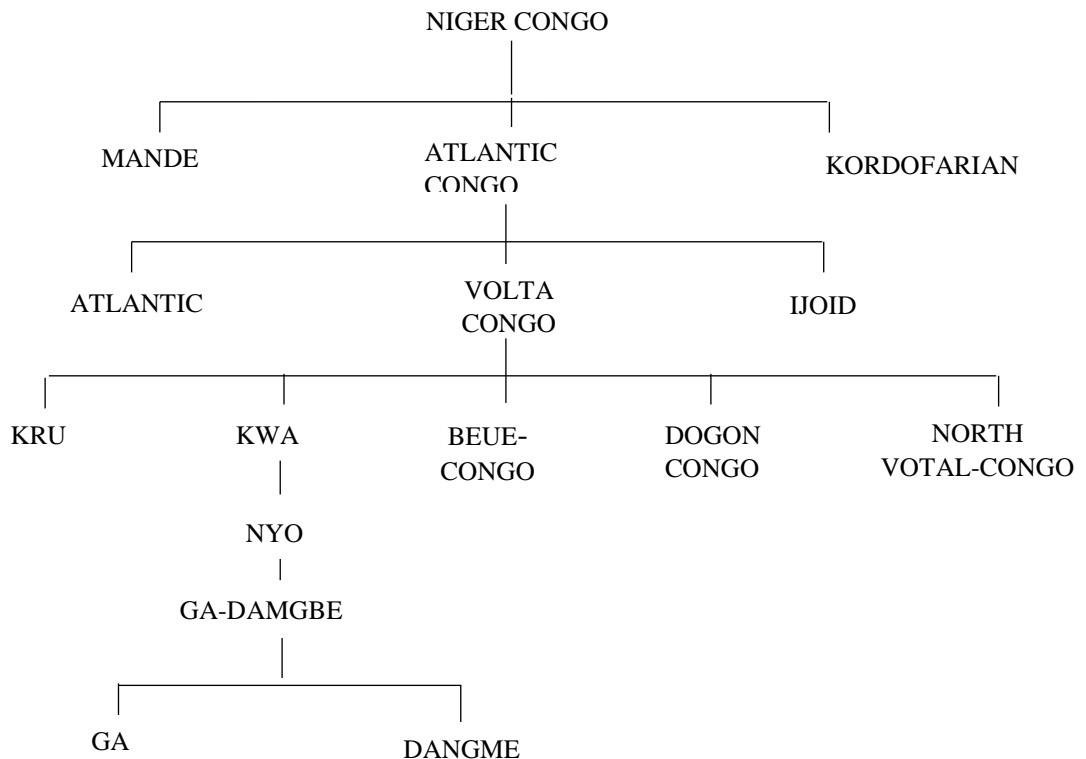 NIGER CONGO
MANDE
ATLANTIC
CONGO
KORDOFARIAN
ATLANTIC
VOLTA
CONGO
IJOID
KRU
KWA
BEUE-
CONGO
DOGON
CONGO
NORTH
VOTAL-CONGO
NYO
GA-DAMGBE
GA
DANGME